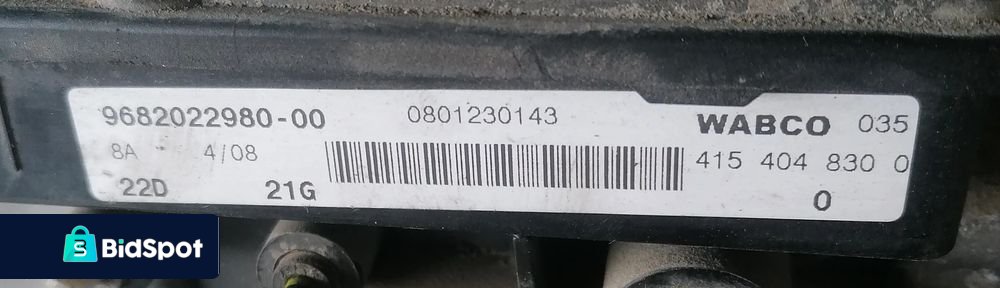 9682022980-00 0801230143 WABCO 035
8A - 4/08 415 404 830 0
22D 21G 0
S BidSpot